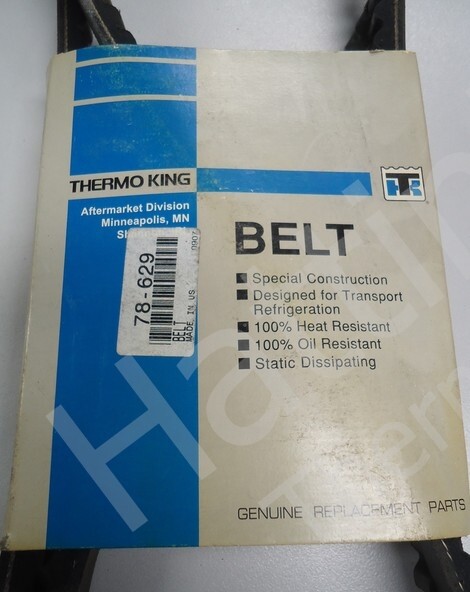 THERMO KING
Aftermarket Division
Minneapolis, MN
78-629
BELT
MADE IN US
0907
BELT
Special Construction
Designed for Transport
Refrigeration
100% Heat Resistant
100% Oil Resistant
Static Dissipating
GENUINE REPLACEMENT PARTS